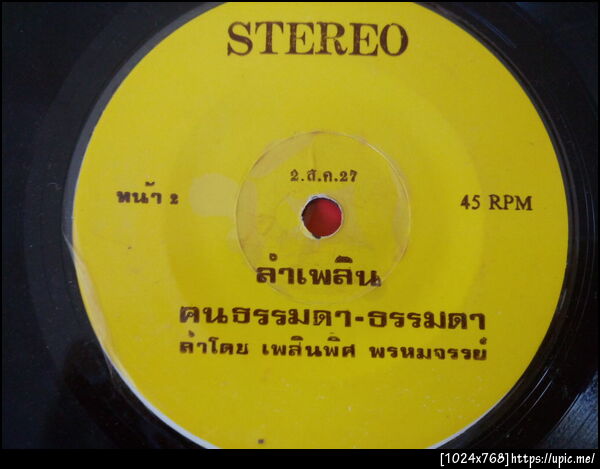 STEREO
2.ส.ค.27
หน้า 2
45 RPM
ลำเพลิน
คนธรรมดา-ธรรมดา
ลำโดย เพลินพิศ พรหมจรรย์
[1024x768]https://upic.me/